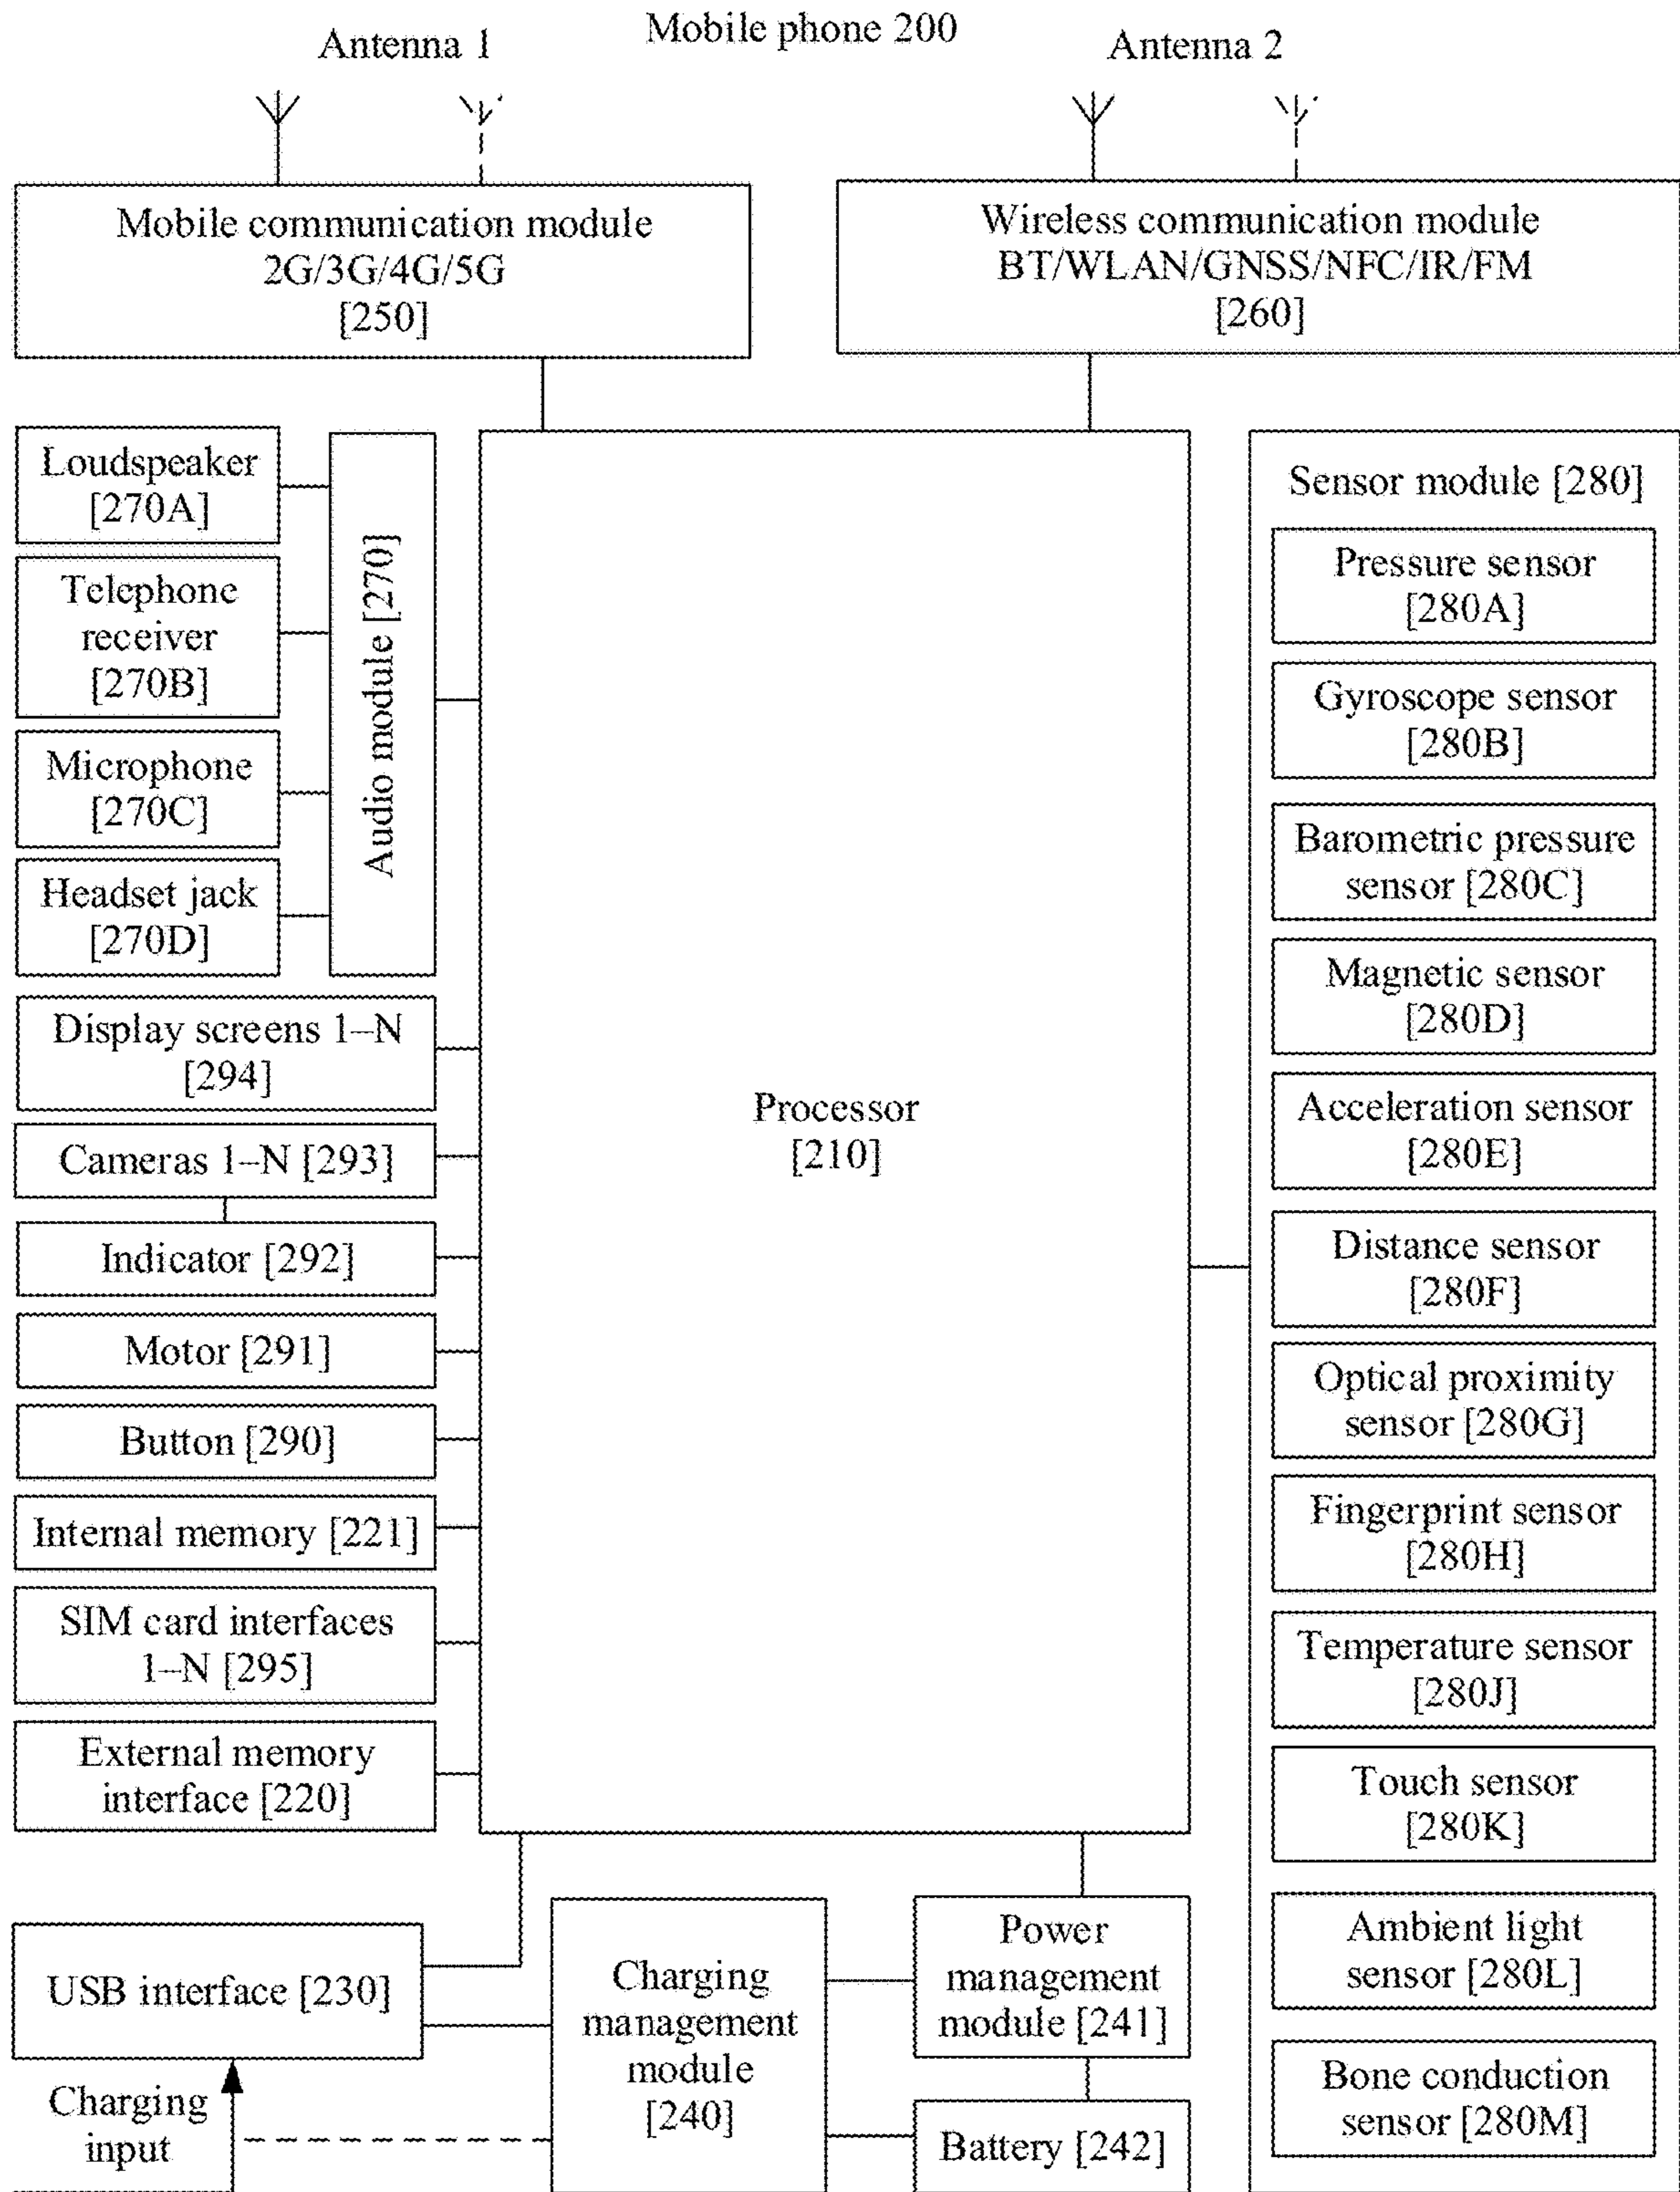 Mobile phone 200
Antenna 1
Antenna 2
Mobile communication module
2G/3G/4G/5G
[250]
Wireless communication module
BT/WLAN/GNSS/NFC/IR/FM
[260]
Loudspeaker
[270A]
Telephone
receiver
[270B]
Microphone
[270C]
Headset jack
[270D]
Audio module [270]
Display screens 1–N
[294]
Cameras 1–N [293]
Indicator [292]
Motor [291]
Button [290]
Internal memory [221]
SIM card interfaces
1–N [295]
External memory
interface [220]
Processor
[210]
Sensor module [280]
Pressure sensor
[280A]
Gyroscope sensor
[280B]
Barometric pressure
sensor [280C]
Magnetic sensor
[280D]
Acceleration sensor
[280E]
Distance sensor
[280F]
Optical proximity
sensor [280G]
Fingerprint sensor
[280H]
Temperature sensor
[280J]
Touch sensor
[280K]
Ambient light
sensor [280L]
Bone conduction
sensor [280M]
USB interface [230]
Charging
input
Charging
management
module
[240]
Power
management
module [241]
Battery [242]